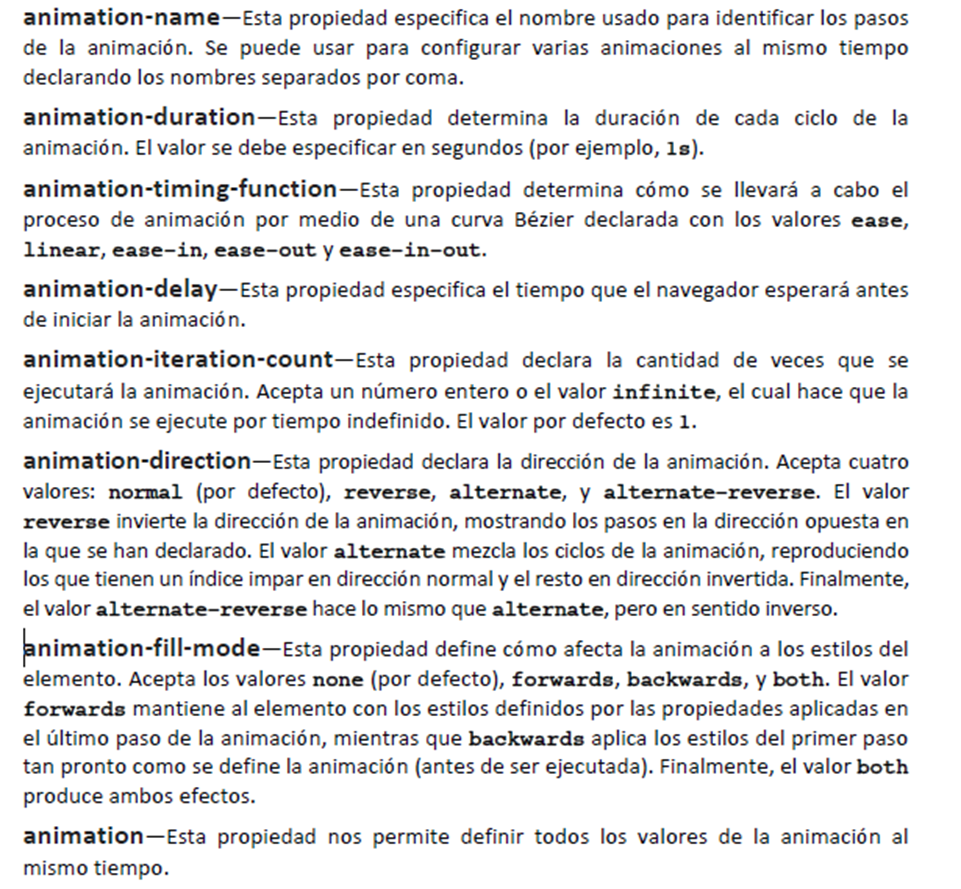 animation-name—Esta propiedad especifica el nombre usado para identificar los pasos
de la animación. Se puede usar para configurar varias animaciones al mismo tiempo
declarando los nombres separados por coma.
animation-duration—Esta propiedad determina la duración de cada ciclo de la
animación. El valor se debe especificar en segundos (por ejemplo, 1s).
animation-timing-function—Esta propiedad determina cómo se llevará a cabo el
proceso de animación por medio de una curva Bézier declarada con los valores ease,
linear, ease-in, ease-out y ease-in-out.
animation-delay—Esta propiedad especifica el tiempo que el navegador esperará antes
de iniciar la animación.
animation-iteration-count—Esta propiedad declara la cantidad de veces que se
ejecutará la animación. Acepta un número entero o el valor infinite, el cual hace que la
animación se ejecute por tiempo indefinido. El valor por defecto es 1.
animation-direction—Esta propiedad declara la dirección de la animación. Acepta cuatro
valores: normal (por defecto), reverse, alternate, y alternate-reverse. El valor
reverse invierte la dirección de la animación, mostrando los pasos en la dirección opuesta en
la que se han declarado. El valor alternate mezcla los ciclos de la animación, reproduciendo
los que tienen un índice impar en dirección normal y el resto en dirección invertida. Finalmente,
el valor alternate-reverse hace lo mismo que alternate, pero en sentido inverso.
animation-fill-mode—Esta propiedad define cómo afecta la animación a los estilos del
elemento. Acepta los valores none (por defecto), forwards, backwards, y both. El valor
forwards mantiene al elemento con los estilos definidos por las propiedades aplicadas en
el último paso de la animación, mientras que backwards aplica los estilos del primer paso
tan pronto como se define la animación (antes de ser ejecutada). Finalmente, el valor both
produce ambos efectos.
animation—Esta propiedad nos permite definir todos los valores de la animación al
mismo tiempo.